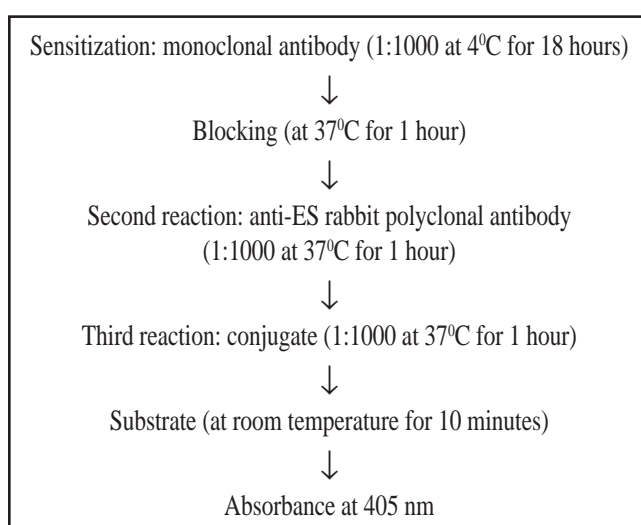 Sensitization: monoclonal antibody (1:1000 at 4⁰C for 18 hours)
↓
Blocking (at 37⁰C for 1 hour)
↓
Second reaction: anti-ES rabbit polyclonal antibody
(1:1000 at 37⁰C for 1 hour)
↓
Third reaction: conjugate (1:1000 at 37⁰C for 1 hour)
↓
Substrate (at room temperature for 10 minutes)
↓
Absorbance at 405 nm